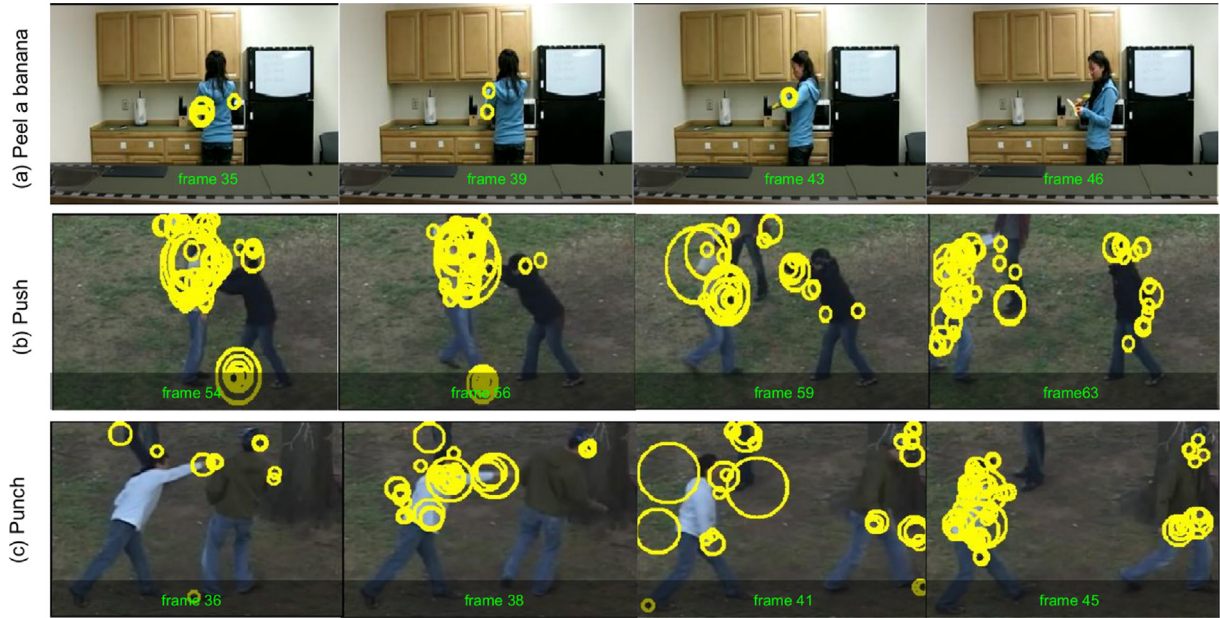 (a) Peel a banana
frame 35
frame 39
frame 43
frame 46
(b) Push
frame 54
frame 56
frame 59
frame63
(c) Punch
frame 36
frame 38
frame 41
frame 45